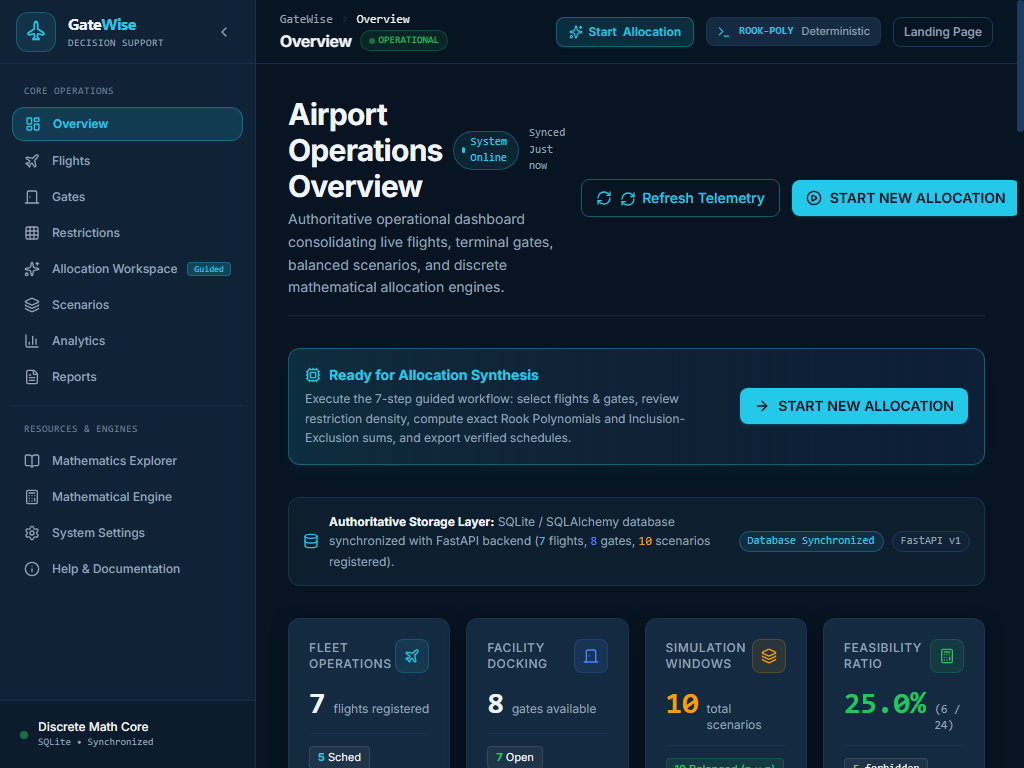 GateWise
DECISION SUPPORT
CORE OPERATIONS
Overview
Flights
Gates
Restrictions
Allocation Workspace Guided
Scenarios
Analytics
Reports
RESOURCES & ENGINES
Mathematics Explorer
Mathematical Engine
System Settings
Help & Documentation
Discrete Math Core
SQLite • Synchronized
GateWise > Overview
Overview OPERATIONAL
Start Allocation
ROOK-POLY Deterministic
Landing Page
Airport
Operations
Overview
System
Online
Synced
Just
now
Authoritative operational dashboard
consolidating live flights, terminal gates,
balanced scenarios, and discrete
mathematical allocation engines.
Refresh Telemetry
START NEW ALLOCATION
Ready for Allocation Synthesis
Execute the 7-step guided workflow: select flights & gates, review
restriction density, compute exact Rook Polynomials and Inclusion-
Exclusion sums, and export verified schedules.
START NEW ALLOCATION
Authoritative Storage Layer: SQLite / SQLAlchemy database
synchronized with FastAPI backend (7 flights, 8 gates, 10 scenarios
registered).
Database Synchronized
FastAPI v1
FLEET
OPERATIONS
7 flights registered
5 Sched
FACILITY
DOCKING
8 gates available
7 Open
SIMULATION
WINDOWS
10 total
scenarios
FEASIBILITY
RATIO
25.0% (6 /
24)
5 forbidden